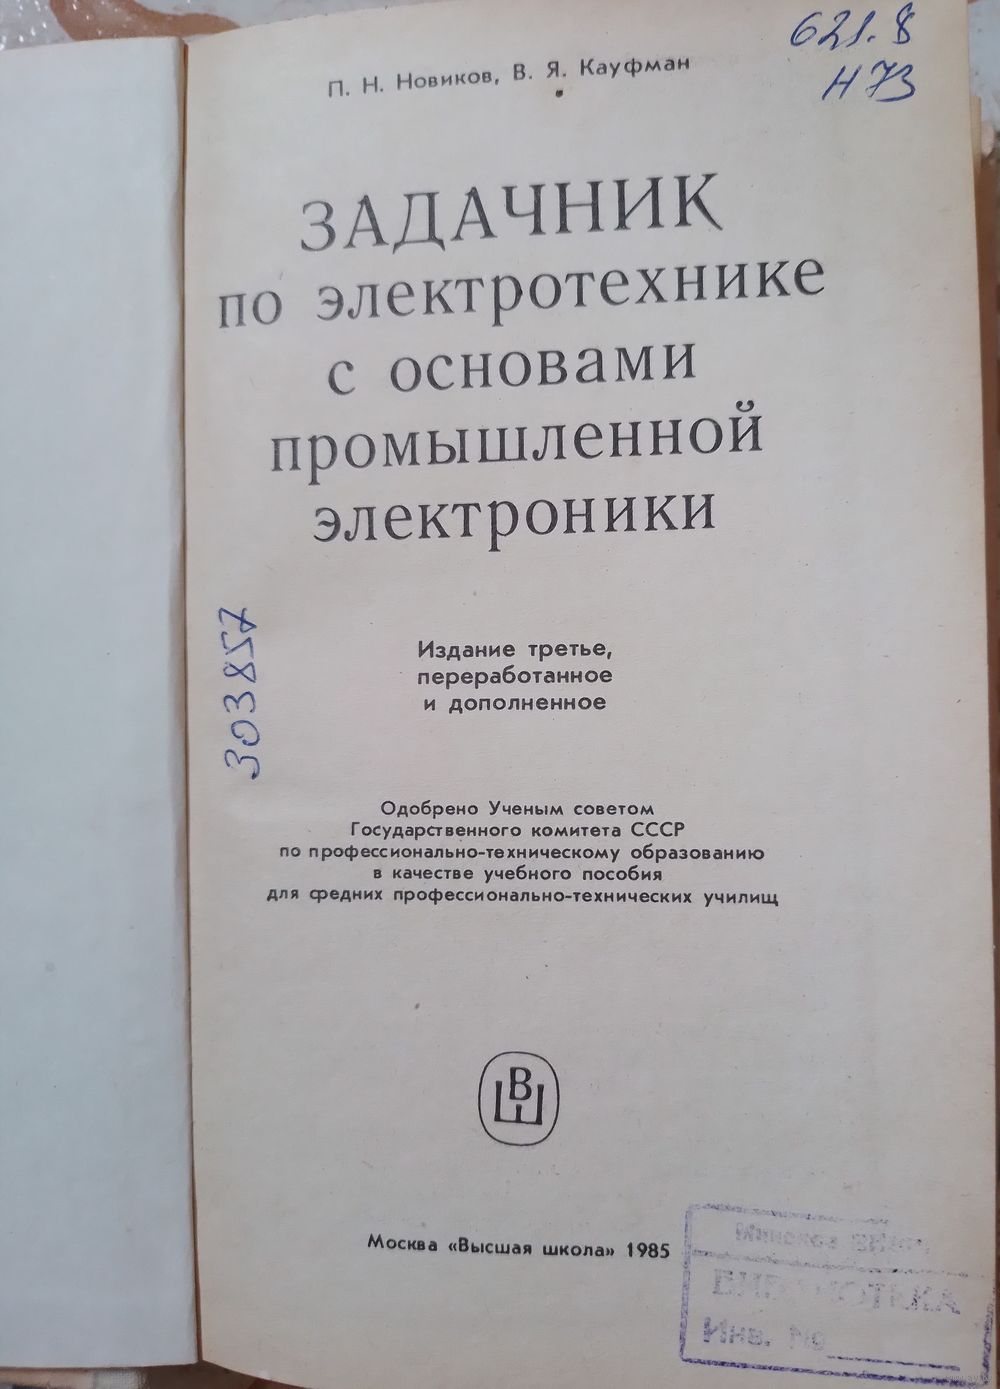 621.8
Н 73
П. Н. Новиков, В. Я. Кауфман
ЗАДАЧНИК
по электротехнике
с основами
промышленной
электроники
Издание третье,
переработанное
и дополненное
303857
Одобрено Ученым советом
Государственного комитета СССР
по профессионально-техническому образованию
в качестве учебного пособия
для средних профессионально-технических училищ
В
Ш
Москва «Высшая школа» 1985
БИБЛИОТЕКА
Инв. №